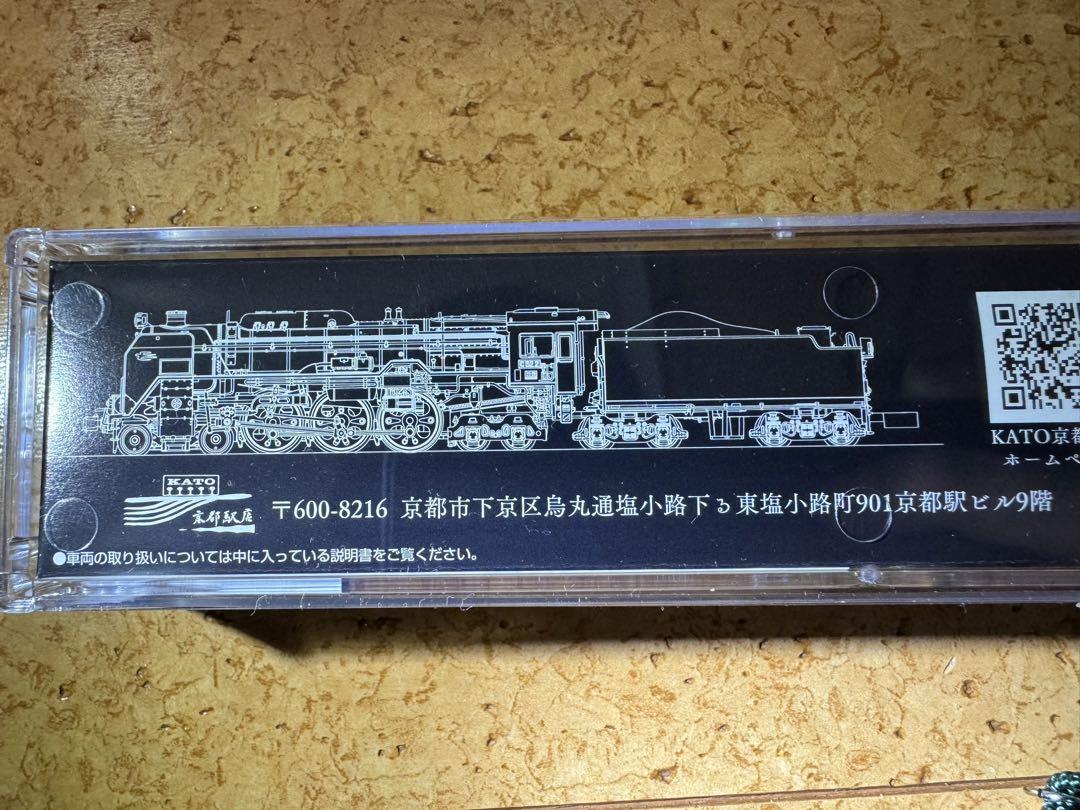 KATO京都
ホームペ
KATO
京都駅店
〒600-8216 京都市下京区烏丸通塩小路下る東塩小路町901京都駅ビル9階
●車両の取り扱いについては中に入っている説明書をご覧ください。